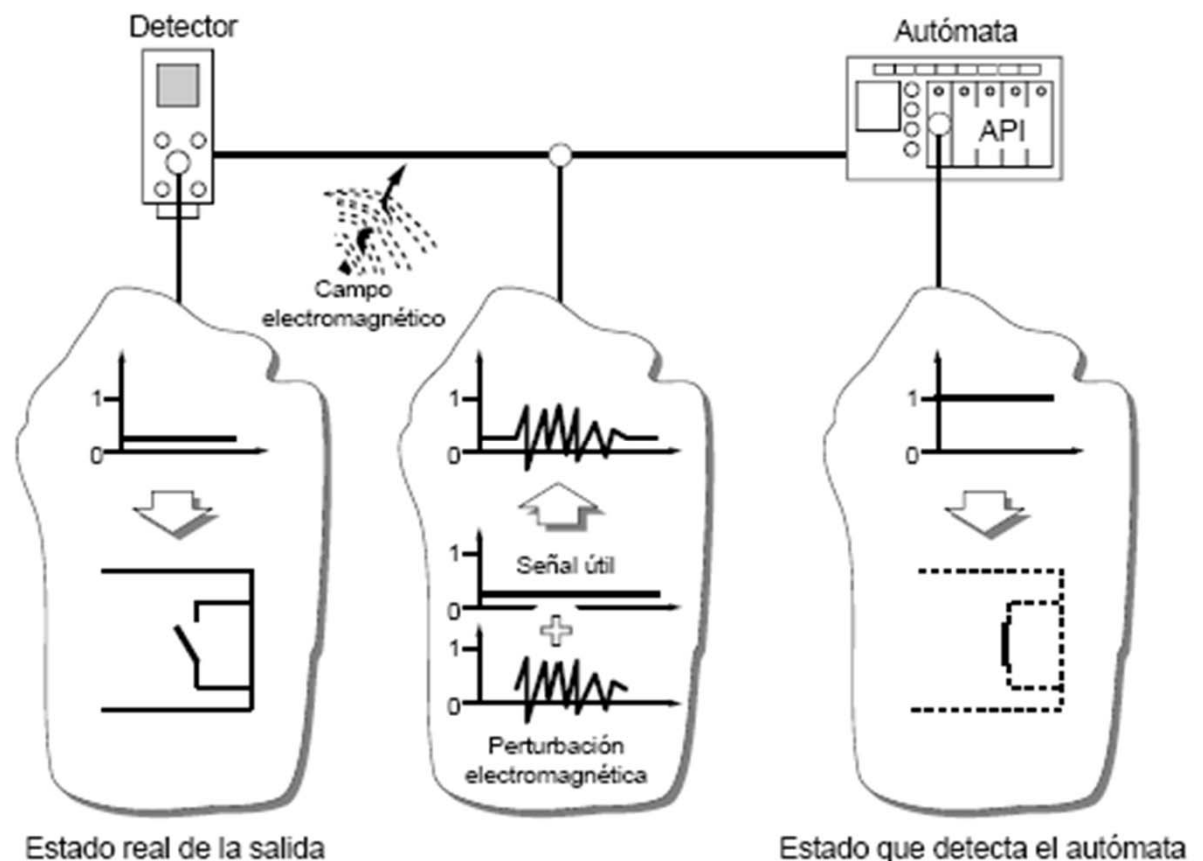 Detector
Autómata
API
Campo
electromagnético
1
0
1
0
1
0
Señal útil
1
0
1
0
Perturbación
electromagnética
Estado real de la salida
Estado que detecta el autómata